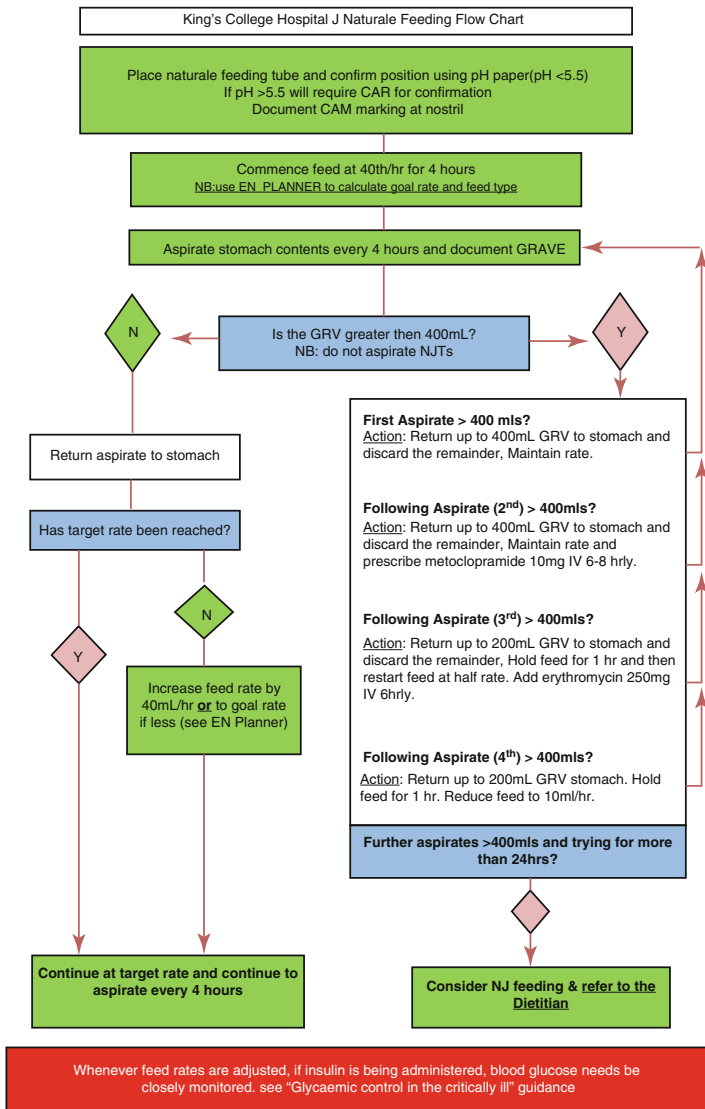 King's College Hospital J Naturale Feeding Flow Chart
Place naturale feeding tube and confirm position using pH paper(pH <5.5)
If pH >5.5 will require CAR for confirmation
Document CAM marking at nostril
Commence feed at 40th/hr for 4 hours
NB:use EN PLANNER to calculate goal rate and feed type
Aspirate stomach contents every 4 hours and document GRAVE
N
Is the GRV greater then 400mL?
NB: do not aspirate NJTs
Y
Return aspirate to stomach
Has target rate been reached?
Y
N
Increase feed rate by
40mL/hr or to goal rate
if less (see EN Planner)
Continue at target rate and continue to
aspirate every 4 hours
First Aspirate > 400 mls?
Action: Return up to 400mL GRV to stomach and
discard the remainder, Maintain rate.
Following Aspirate (2nd) > 400mls?
Action: Return up to 400mL GRV to stomach and
discard the remainder, Maintain rate and
prescribe metoclopramide 10mg IV 6-8 hrly.
Following Aspirate (3rd) > 400mls?
Action: Return up to 200mL GRV to stomach and
discard the remainder, Hold feed for 1 hr and then
restart feed at half rate. Add erythromycin 250mg
IV 6hrly.
Following Aspirate (4th) > 400mls?
Action: Return up to 200mL GRV stomach. Hold
feed for 1 hr. Reduce feed to 10ml/hr.
Further aspirates >400mls and trying for more
than 24hrs?
Consider NJ feeding & refer to the
Dietitian
Whenever feed rates are adjusted, if insulin is being administered, blood glucose needs be
closely monitored. see "Glycaemic control in the critically ill" guidance